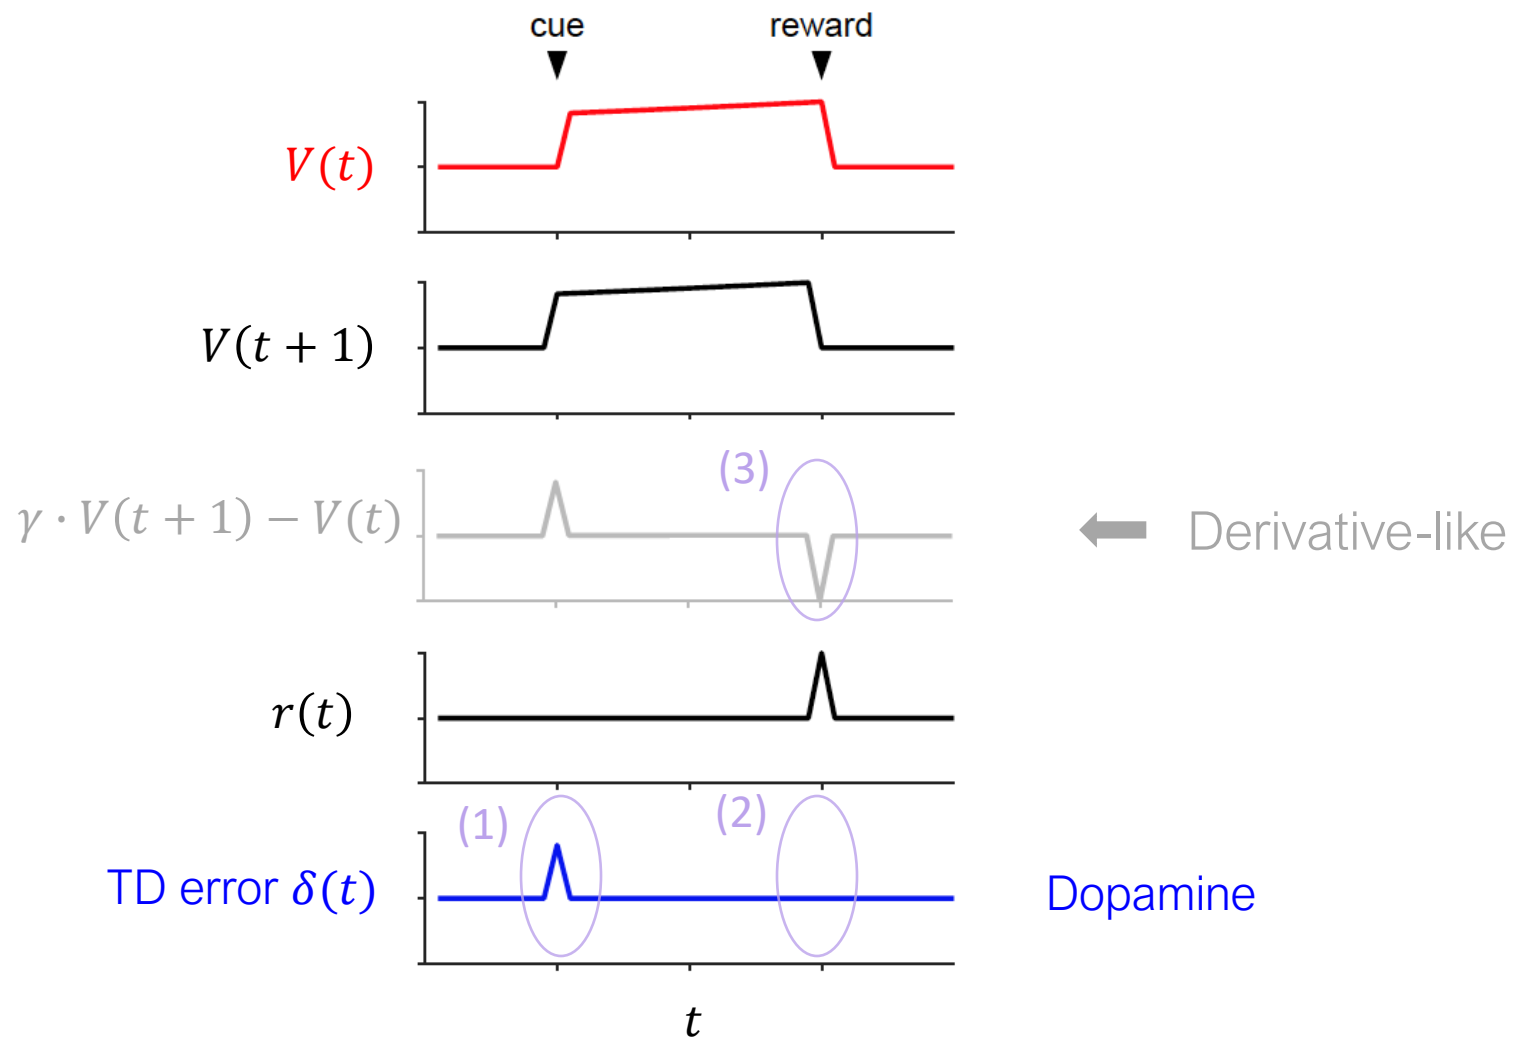 cue reward
V(t)
V(t + 1)
(3)
γ · V(t + 1) − V(t)
Derivative-like
r(t)
(1) (2)
TD error δ(t)
Dopamine
t